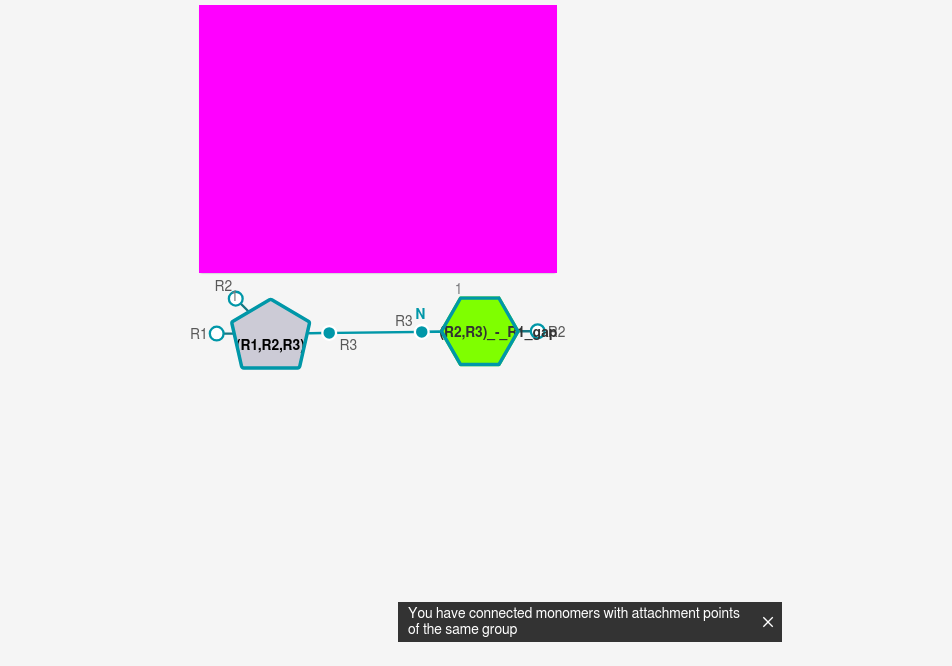 R2
1
1
N
R3
R1
(R1,R2,R3)
(R2,R3)_-_R1_gap
R2
R3
You have connected monomers with attachment points
of the same group